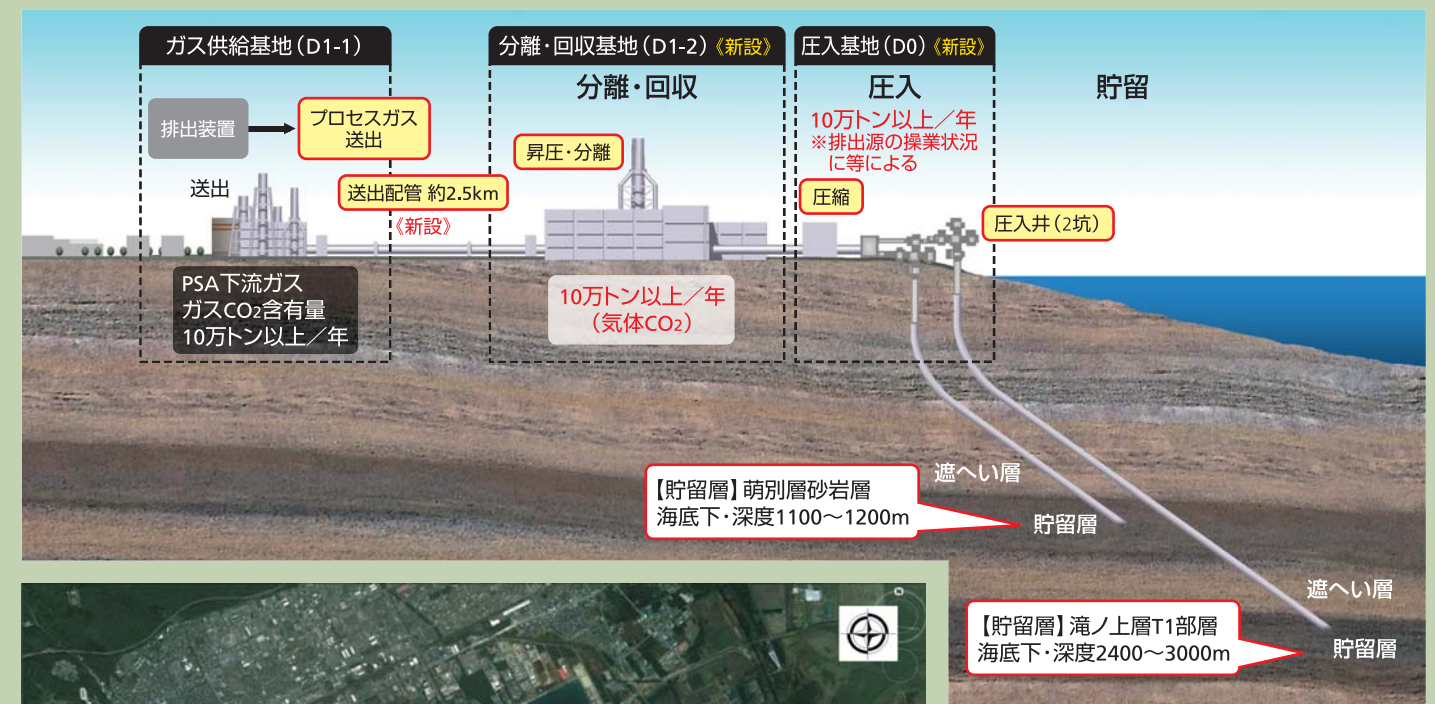 ガス供給基地（D1-1）
排出装置
プロセスガス
送出
送出
送出配管 約2.5km
《新設》
PSA下流ガス
ガスCO₂含有量
10万トン以上／年
分離・回収基地（D1-2）《新設》
分離・回収
昇圧・分離
10万トン以上／年
（気体CO₂）
圧入基地（D0）《新設》
圧入
10万トン以上／年
※排出源の操業状況
に等による
圧縮
圧入井（2坑）
貯留
遮へい層
【貯留層】萌別層砂岩層
海底下・深度1100〜1200m
貯留層
遮へい層
【貯留層】滝ノ上層T1部層
海底下・深度2400〜3000m
貯留層